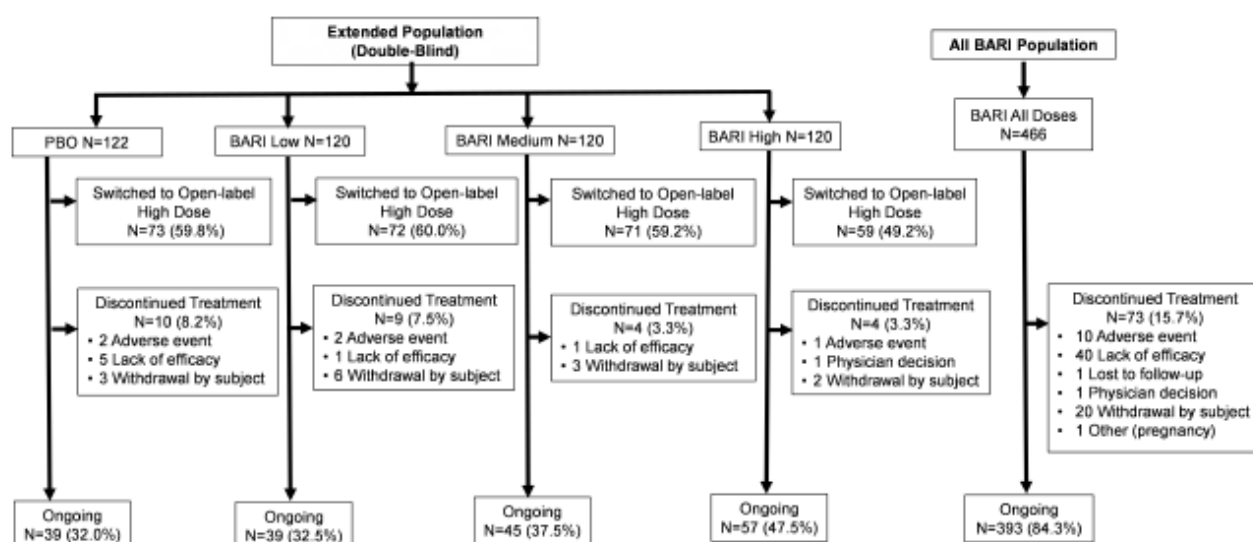 Extended Population
(Double-Blind)
All BARI Population
PBO N=122
BARI Low N=120
BARI Medium N=120
BARI High N=120
BARI All Doses
N=466
Switched to Open-label
High Dose
N=73 (59.8%)
Switched to Open-label
High Dose
N=72 (60.0%)
Switched to Open-label
High Dose
N=71 (59.2%)
Switched to Open-label
High Dose
N=59 (49.2%)
Discontinued Treatment
N=10 (8.2%)
• 2 Adverse event
• 5 Lack of efficacy
• 3 Withdrawal by subject
Discontinued Treatment
N=9 (7.5%)
• 2 Adverse event
• 1 Lack of efficacy
• 6 Withdrawal by subject
Discontinued Treatment
N=4 (3.3%)
• 1 Lack of efficacy
• 3 Withdrawal by subject
Discontinued Treatment
N=4 (3.3%)
• 1 Adverse event
• 1 Physician decision
• 2 Withdrawal by subject
Discontinued Treatment
N=73 (15.7%)
• 10 Adverse event
• 40 Lack of efficacy
• 1 Lost to follow-up
• 1 Physician decision
• 20 Withdrawal by subject
• 1 Other (pregnancy)
Ongoing
N=39 (32.0%)
Ongoing
N=39 (32.5%)
Ongoing
N=45 (37.5%)
Ongoing
N=57 (47.5%)
Ongoing
N=393 (84.3%)